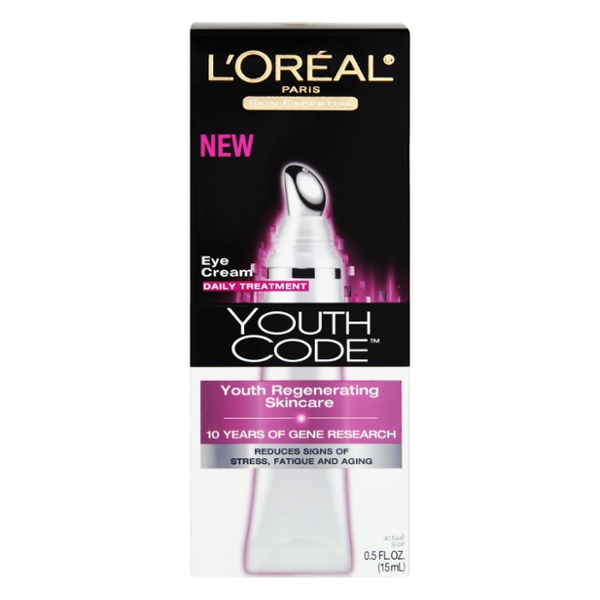 L'ORÉAL®
PARIS
SKIN EXPERTISE
NEW
Eye
Cream
DAILY TREATMENT
YOUTH
CODE™
Youth Regenerating
Skincare
10 YEARS OF GENE RESEARCH
REDUCES SIGNS OF
STRESS, FATIGUE AND AGING
actual
size
0.5 FL.OZ.
(15mL)